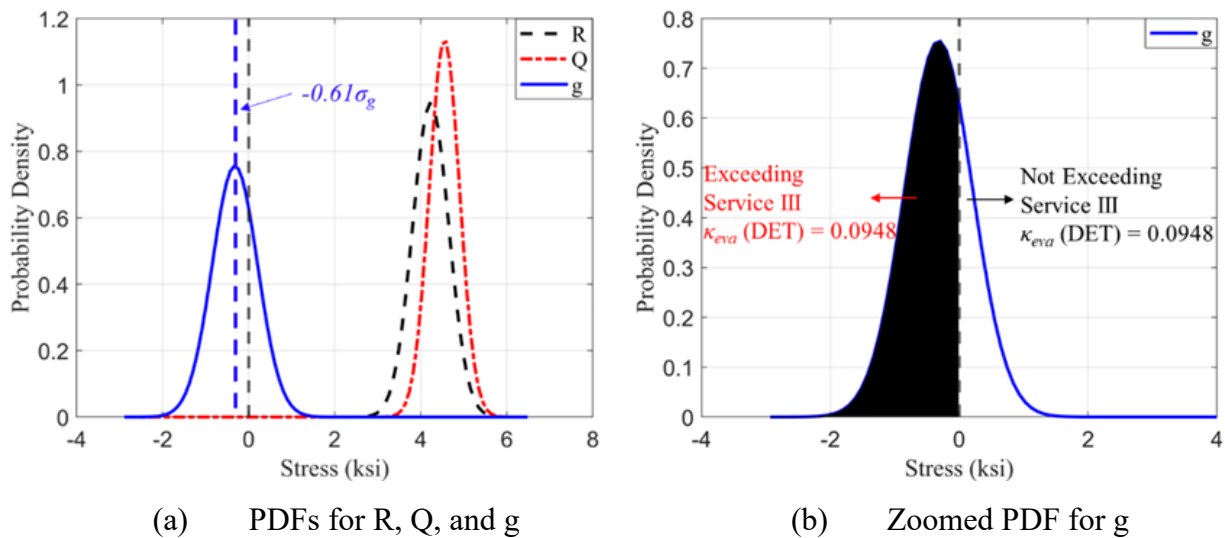 1.2
1
0.8
0.6
0.4
0.2
0
-4
-2
0
2
4
6
8
Probability Density
Stress (ksi)
-0.61σg
R
Q
g
(a) PDFs for R, Q, and g
0.8
0.7
0.6
0.5
0.4
0.3
0.2
0.1
0
-4
-2
0
2
4
Probability Density
Stress (ksi)
g
Exceeding
Service III
κeva (DET) = 0.0948
Not Exceeding
Service III
κeva (DET) = 0.0948
(b) Zoomed PDF for g